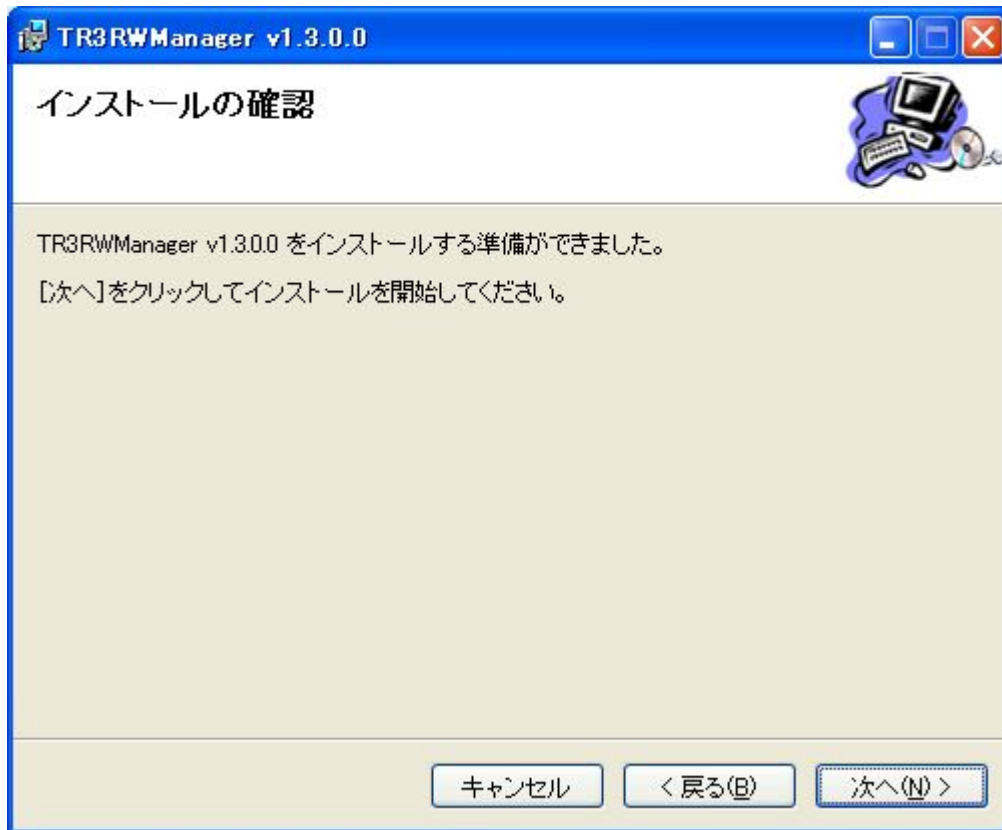 TR3RWManager v1.3.0.0
インストールの確認
TR3RWManager v1.3.0.0 をインストールする準備ができました。
[次へ]をクリックしてインストールを開始してください。
キャンセル
< 戻る(B)
次へ(N) >